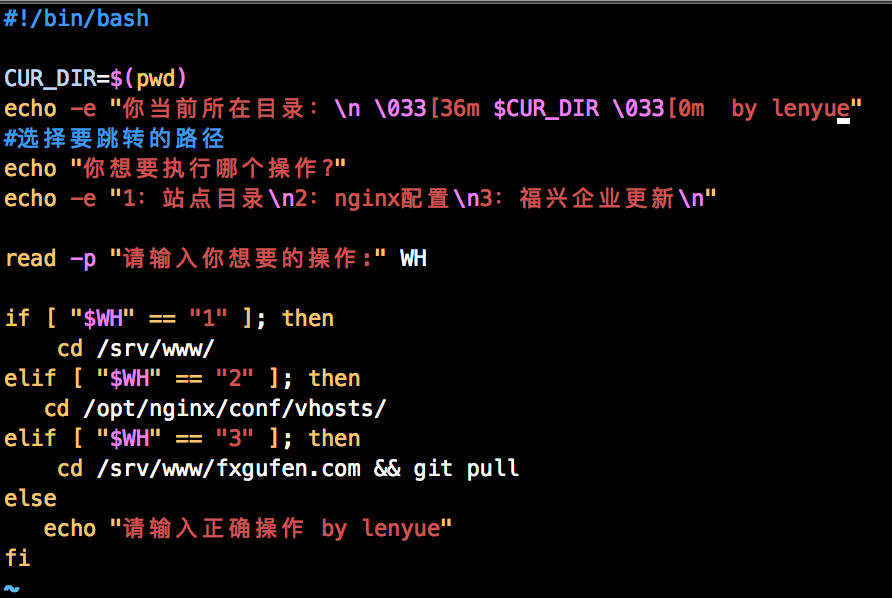 #!/bin/bash

CUR_DIR=$(pwd)
echo -e "你当前所在目录：\n \033[36m $CUR_DIR \033[0m  by lenyue"
#选择要跳转的路径
echo "你想要执行哪个操作?"
echo -e "1：站点目录\n2：nginx配置\n3：福兴企业更新\n"

read -p "请输入你想要的操作:" WH

if [ "$WH" == "1" ]; then
    cd /srv/www/
elif [ "$WH" == "2" ]; then
   cd /opt/nginx/conf/vhosts/
elif [ "$WH" == "3" ]; then
    cd /srv/www/fxgufen.com && git pull
else
   echo "请输入正确操作 by lenyue"
fi
~